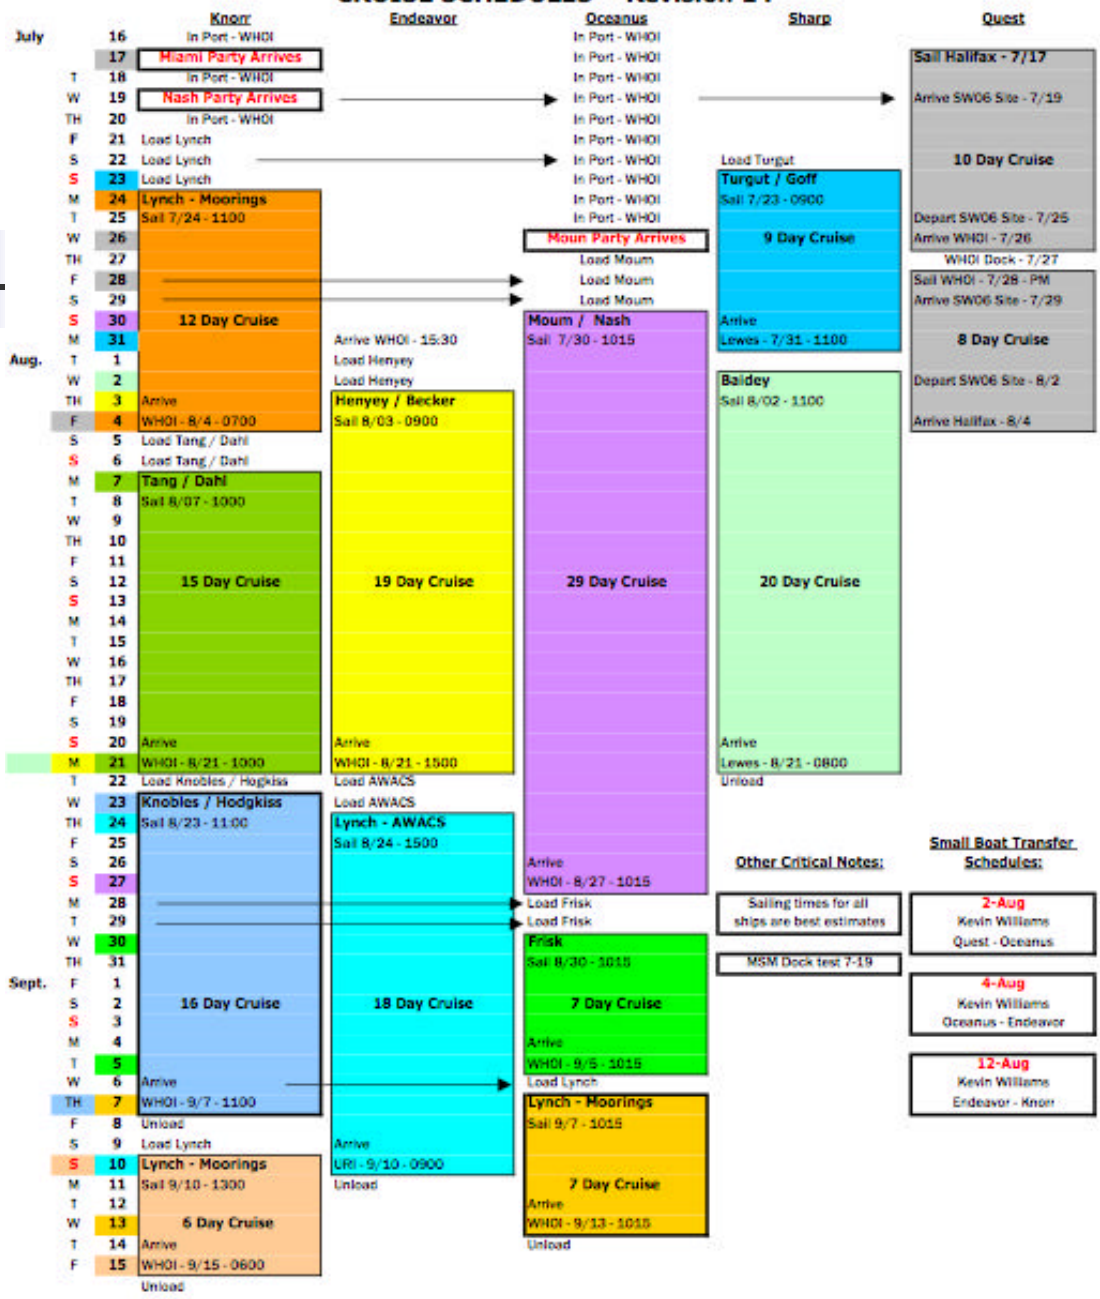 CRUISE SCHEDULES - Revision 14
Knorr Endeavor Oceanus Sharp Quest
July 16 In Port - WHOI In Port - WHOI
17 Miami Party Arrives In Port - WHOI Sail Halifax - 7/17
T 18 In Port - WHOI In Port - WHOI
W 19 Nash Party Arrives In Port - WHOI Arrive SW06 Site - 7/19
TH 20 In Port - WHOI In Port - WHOI
F 21 Load Lynch In Port - WHOI
S 22 Load Lynch In Port - WHOI Load Turgut 10 Day Cruise
S 23 Load Lynch In Port - WHOI Turgut / Goff
M 24 Lynch - Moorings In Port - WHOI Sail 7/23 - 0900
T 25 Sail 7/24 - 1100 In Port - WHOI Depart SW06 Site - 7/25
W 26 Moun Party Arrives 9 Day Cruise Arrive WHOI - 7/26
TH 27 Load Moum WHOI Dock - 7/27
F 28 Load Moum Sail WHOI - 7/28 - PM
S 29 Load Moum Arrive SW06 Site - 7/29
S 30 12 Day Cruise Moum / Nash Arrive
M 31 Arrive WHOI - 15:30 Sail 7/30 - 1015 Lewes - 7/31 - 1100 8 Day Cruise
Aug. T 1 Load Henyey
W 2 Load Henyey Baidey Depart SW06 Site - 8/2
TH 3 Arrive Henyey / Becker Sail 8/02 - 1100
F 4 WHOI - 8/4 - 0700 Sail 8/03 - 0900 Arrive Halifax - 8/4
S 5 Load Tang / Dahl
S 6 Load Tang / Dahl
M 7 Tang / Dahl
T 8 Sail 8/07 - 1000
W 9
TH 10
F 11
S 12 15 Day Cruise 19 Day Cruise 29 Day Cruise 20 Day Cruise
S 13
M 14
T 15
W 16
TH 17
F 18
S 19
S 20 Arrive Arrive Arrive
M 21 WHOI - 8/21 - 1000 WHOI - 8/21 - 1500 Lewes - 8/21 - 0800
T 22 Load Knobles / Hogkiss Load AWACS Unload
W 23 Knobles / Hodgkiss Load AWACS
TH 24 Sail 8/23 - 11:00 Lynch - AWACS
F 25 Sail 8/24 - 1500 Small Boat Transfer
S 26 Arrive Other Critical Notes: Schedules:
S 27 WHOI - 8/27 - 1015
M 28 Load Frisk Sailing times for all 2-Aug
T 29 Load Frisk ships are best estimates Kevin Williams
W 30 Frisk Quest - Oceanus
TH 31 Sail 8/30 - 1015 MSM Dock test 7-19
Sept. F 1 4-Aug
S 2 16 Day Cruise 18 Day Cruise 7 Day Cruise Kevin Williams
S 3 Oceanus - Endeavor
M 4 Arrive
T 5 WHOI - 9/5 - 1015 12-Aug
W 6 Arrive Load Lynch Kevin Williams
TH 7 WHOI - 9/7 - 1100 Lynch - Moorings Endeavor - Knorr
F 8 Unload Sail 9/7 - 1015
S 9 Load Lynch Arrive
S 10 Lynch - Moorings URI - 9/10 - 0900
M 11 Sail 9/10 - 1300 Unload 7 Day Cruise
T 12 Arrive
W 13 6 Day Cruise WHOI - 9/13 - 1015
T 14 Arrive Unload
F 15 WHOI - 9/15 - 0600
Unload